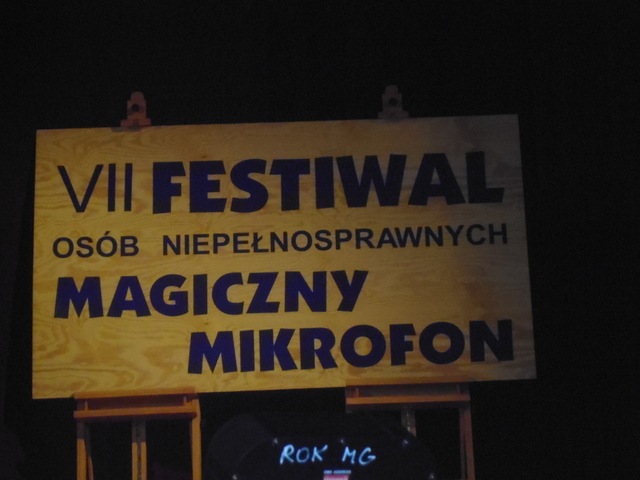 VII FESTIWAL
OSÓB NIEPEŁNOSPRAWNYCH
MAGICZNY
MIKROFON
ROK MG